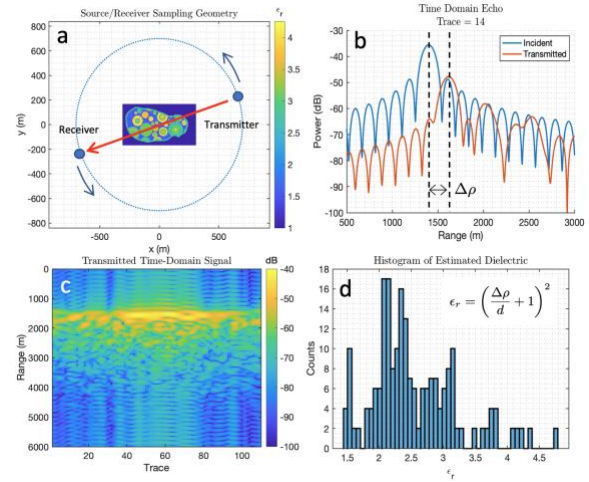 Source/Receiver Sampling Geometry
ϵr
a
800
600
400
200
0
-200
-400
-600
-800
y (m)
Receiver
Transmitter
-500
0
500
x (m)
4
3.5
3
2.5
2
1.5
1
Time Domain Echo
Trace = 14
b
Incident
Transmitted
-30
-40
-50
-60
-70
-80
-90
-100
Power (dB)
Δρ
500
1000
1500
2000
2500
3000
Range (m)
Transmitted Time-Domain Signal
dB
c
0
1000
2000
3000
4000
5000
6000
Range (m)
20
40
60
80
100
Trace
-40
-50
-60
-70
-80
-90
-100
Histogram of Estimated Dielectric
d
ϵr = (Δρ/d + 1)²
18
16
14
12
10
8
6
4
2
0
Counts
1.5
2
2.5
3
3.5
4
4.5
ϵr